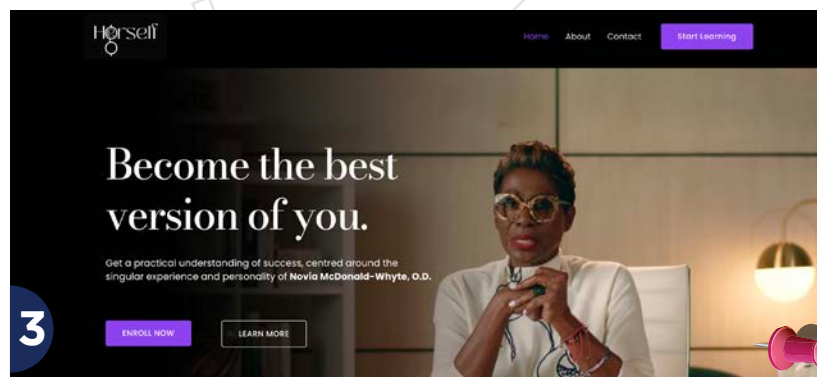 Hörself
Home About Contact Start Learning
Become the best
version of you.
Get a practical understanding of success, centred around the
singular experience and personality of Novia McDonald-Whyte, O.D.
ENROLL NOW LEARN MORE
3